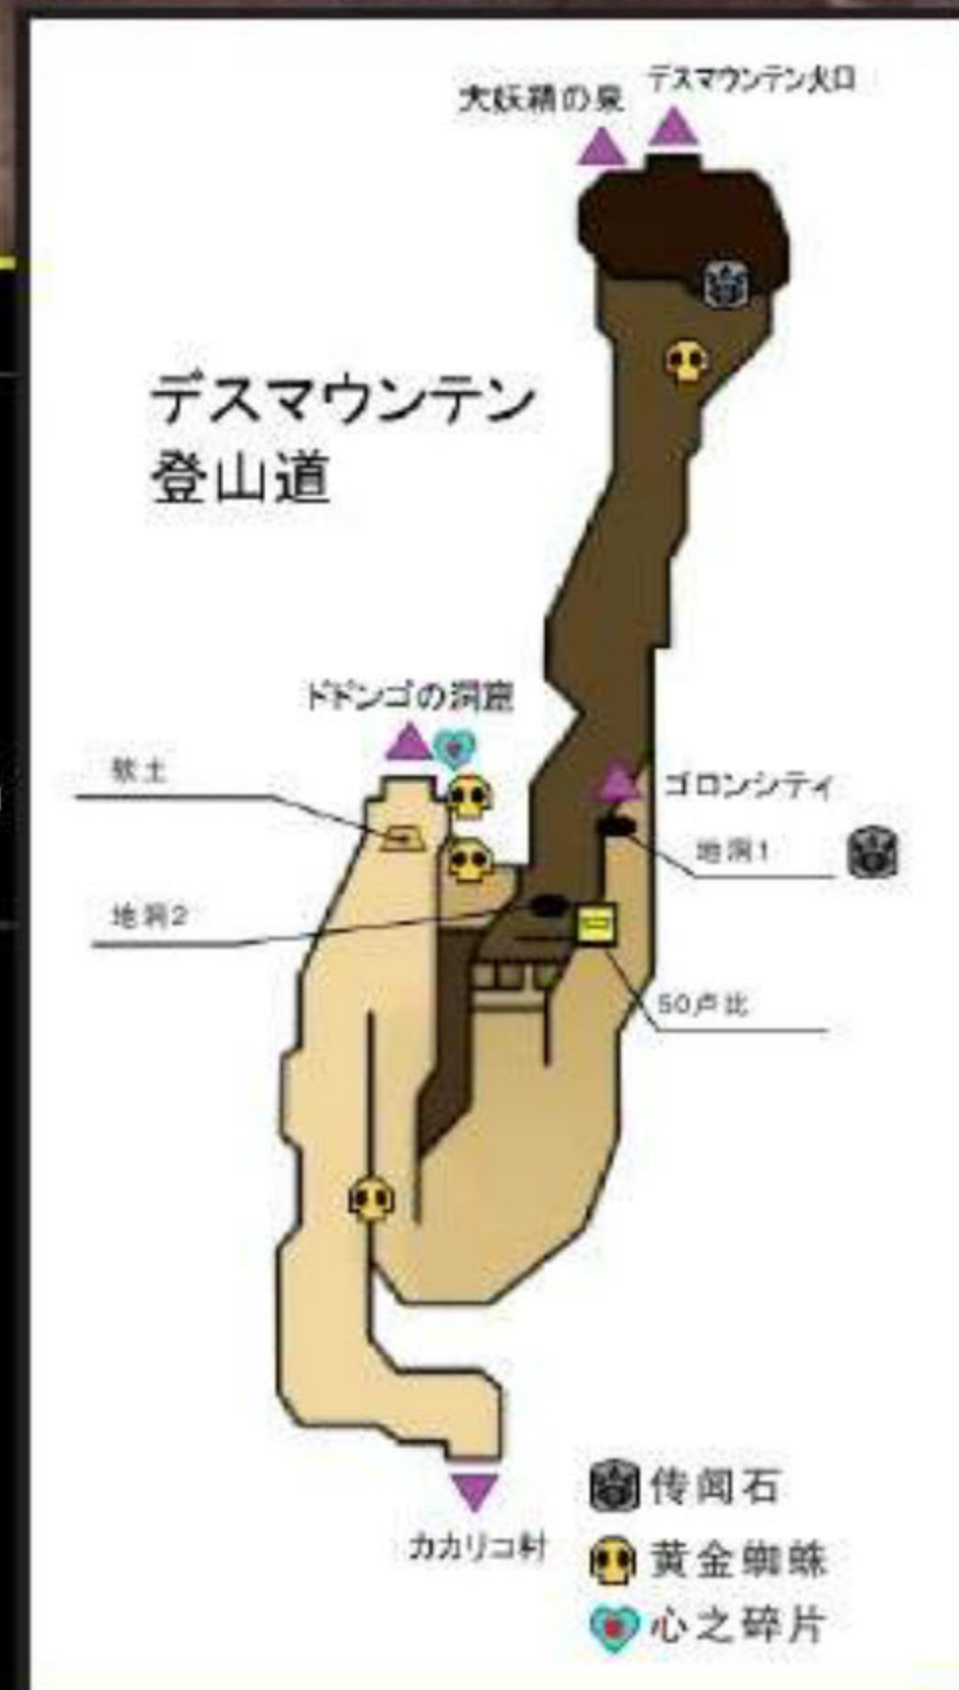 大妖精の泉
デスマウンテン火口
デスマウンテン
登山道
ドドンゴの洞窟
软土
ゴロンシティ
地洞1
地洞2
50卢比
カカリコ村
传闻石
黄金蜘蛛
心之碎片